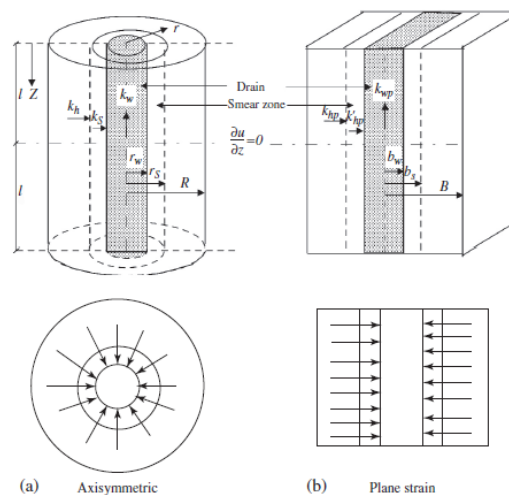 r
l Z
k_h k_s
k_w
Drain
Smear zone
k_hp k'_hp
k_wp
∂u/∂z=0
r_w
r_s
R
l
b_w
b_s
B
(a) Axisymmetric
(b) Plane strain